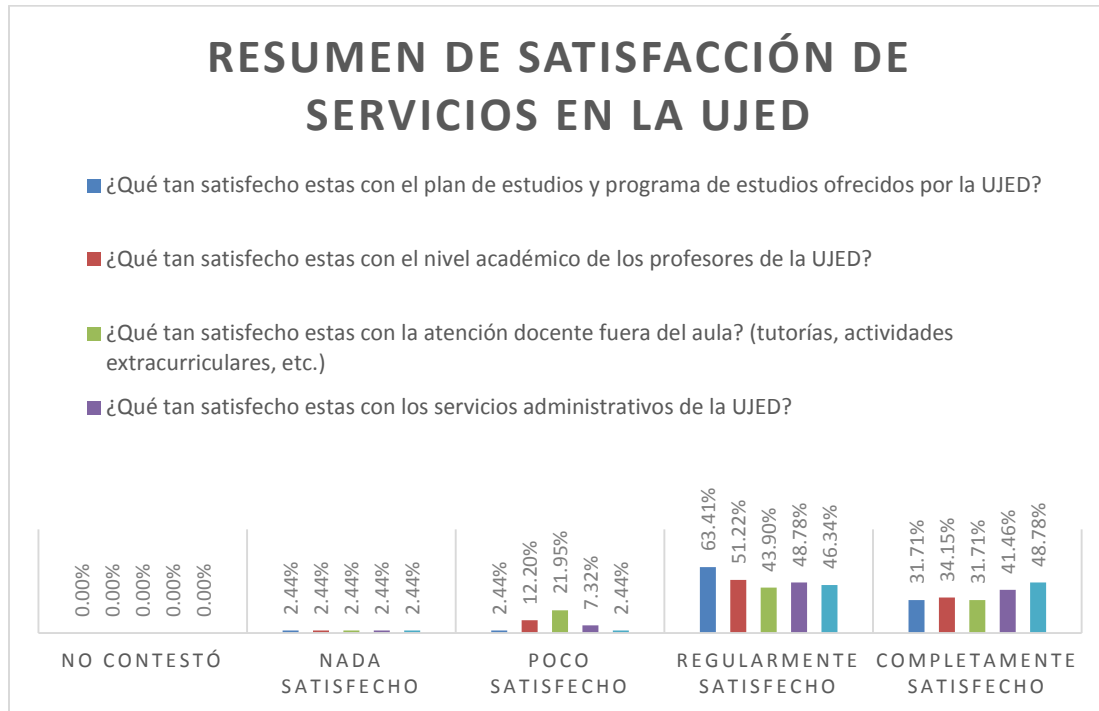 RESUMEN DE SATISFACCIÓN DE
SERVICIOS EN LA UJED
¿Qué tan satisfecho estas con el plan de estudios y programa de estudios ofrecidos por la UJED?
¿Qué tan satisfecho estas con el nivel académico de los profesores de la UJED?
¿Qué tan satisfecho estas con la atención docente fuera del aula? (tutorías, actividades
extracurriculares, etc.)
¿Qué tan satisfecho estas con los servicios administrativos de la UJED?
0.00% 0.00% 0.00% 0.00% 0.00%
2.44% 2.44% 2.44% 2.44% 2.44%
2.44% 12.20% 21.95% 7.32% 2.44%
63.41% 51.22% 43.90% 48.78% 46.34%
31.71% 34.15% 31.71% 41.46% 48.78%
NO CONTESTÓ
NADA
SATISFECHO
POCO
SATISFECHO
REGULARMENTE
SATISFECHO
COMPLETAMENTE
SATISFECHO